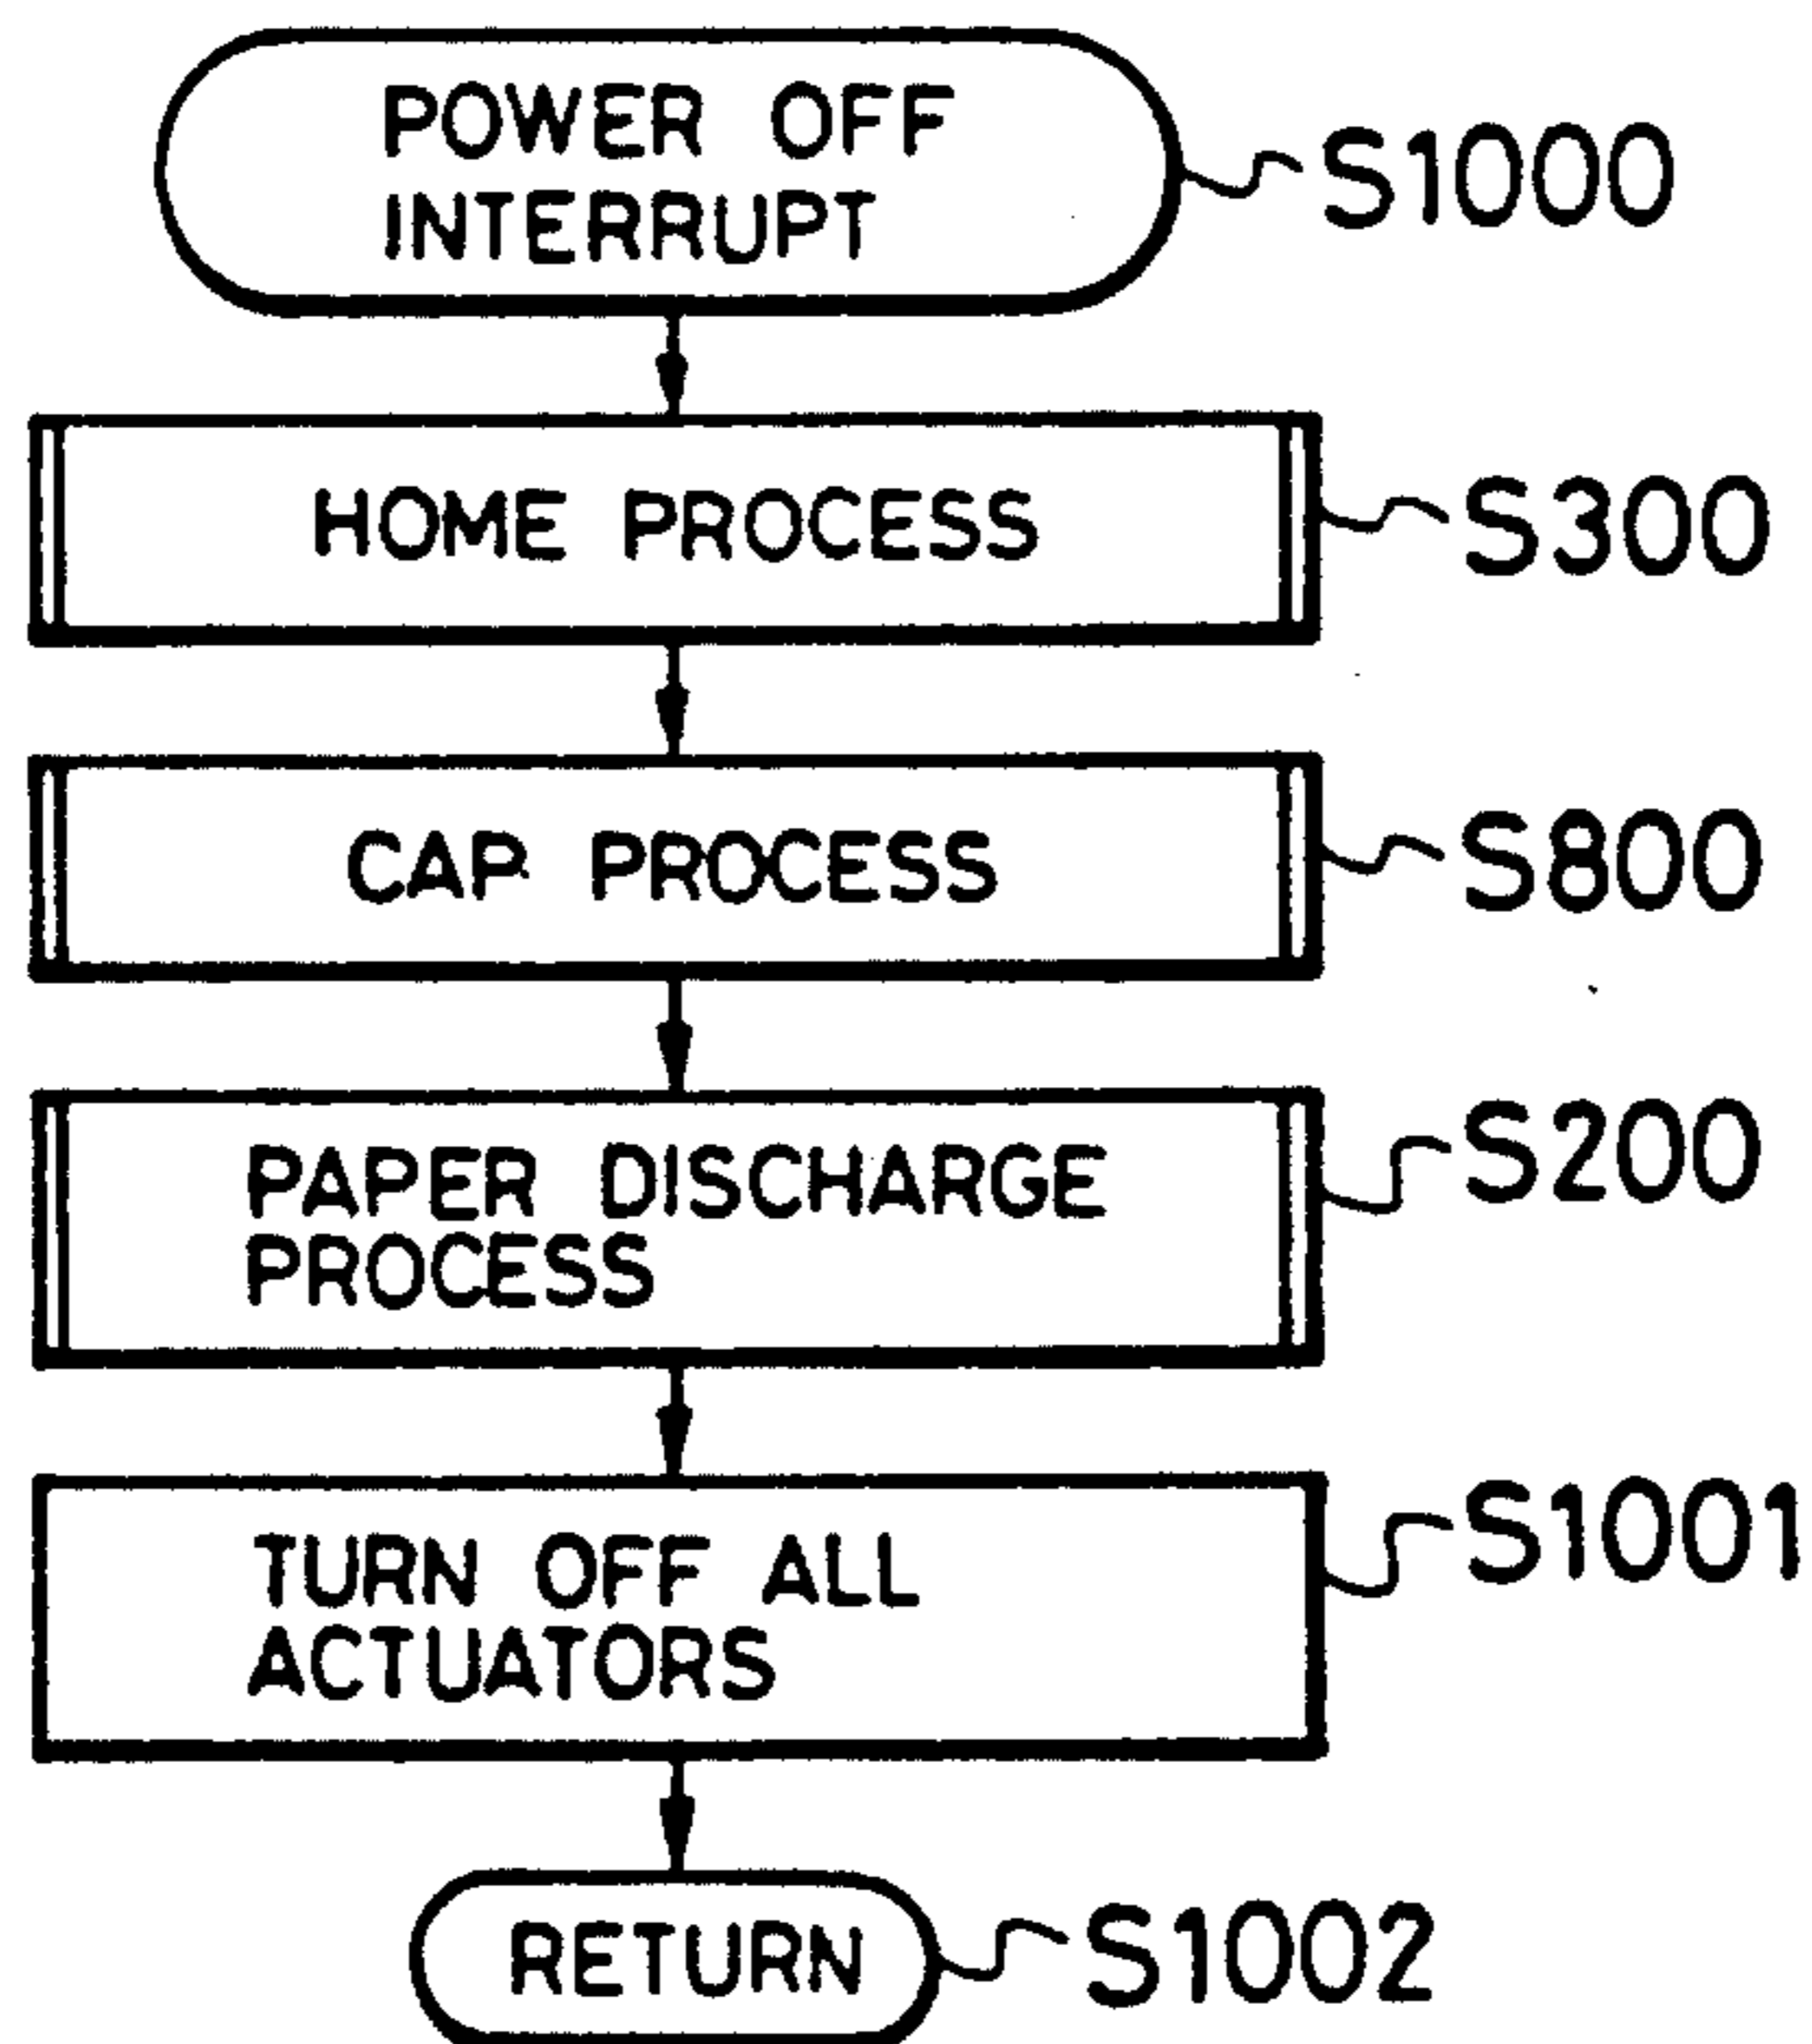 POWER OFF
INTERRUPT
S1000
HOME PROCESS
S300
CAP PROCESS
S800
PAPER DISCHARGE
PROCESS
S200
TURN OFF ALL
ACTUATORS
S1001
RETURN
S1002